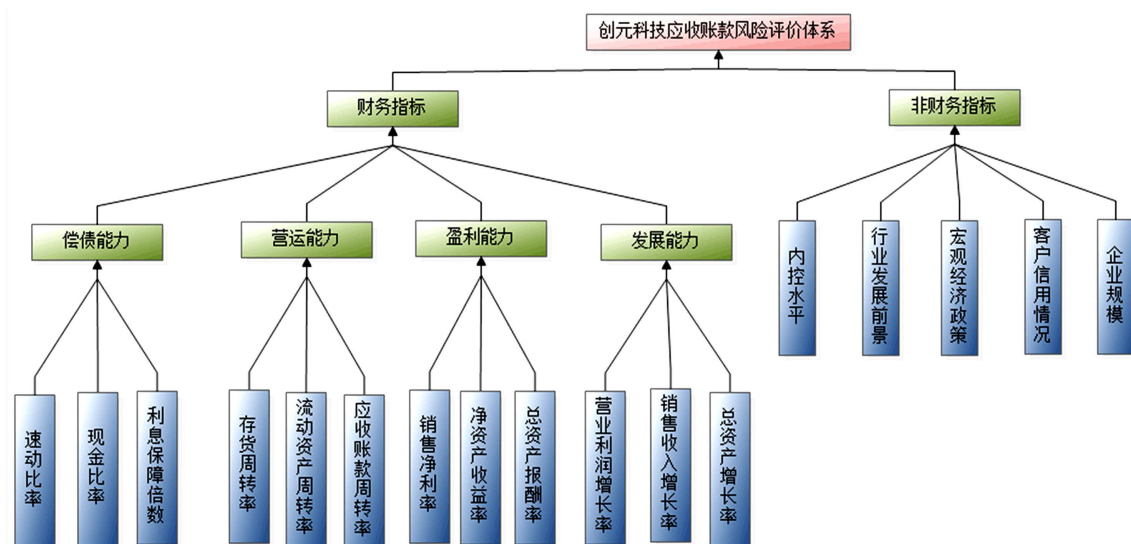 创元科技应收账款风险评价体系
财务指标
非财务指标
偿债能力
营运能力
盈利能力
发展能力
内控水平
行业发展前景
宏观经济政策
客户信用情况
企业规模
速动比率
现金比率
利息保障倍数
存货周转率
流动资产周转率
应收账款周转率
销售净利率
净资产收益率
总资产报酬率
营业利润增长率
销售收入增长率
总资产增长率